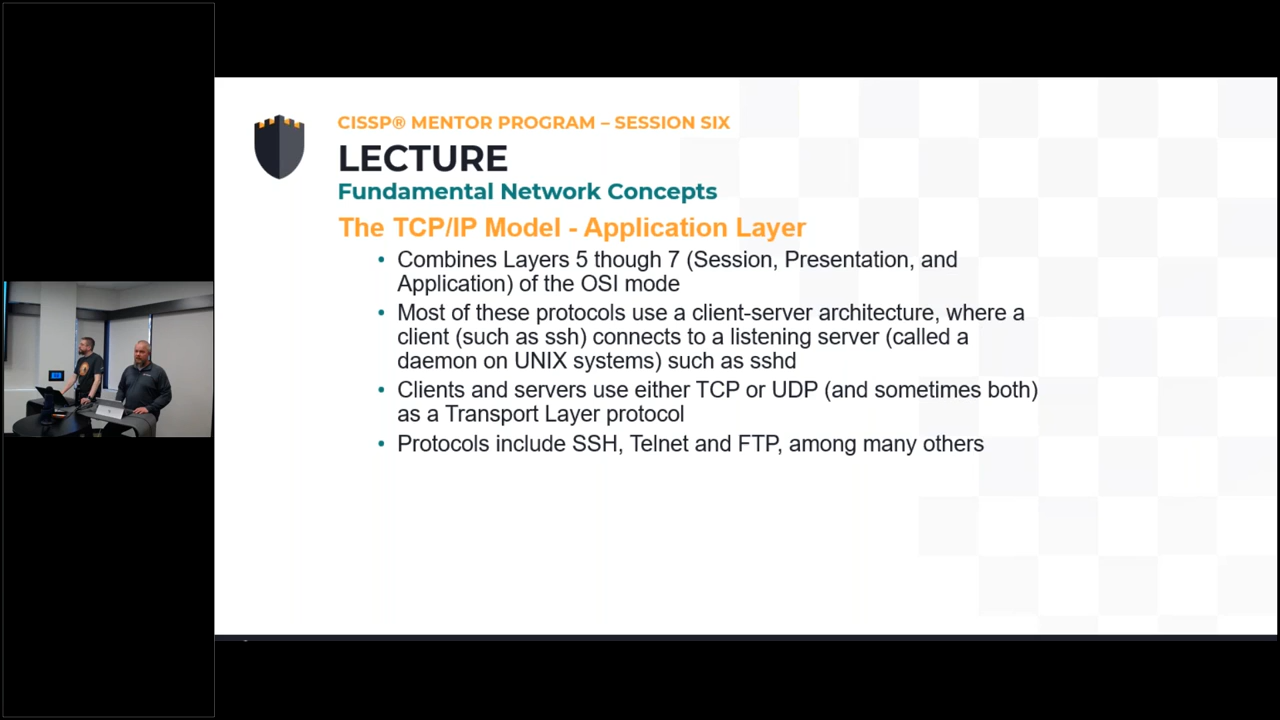 CISSP® MENTOR PROGRAM – SESSION SIX
LECTURE
Fundamental Network Concepts
The TCP/IP Model - Application Layer
• Combines Layers 5 though 7 (Session, Presentation, and
Application) of the OSI mode
• Most of these protocols use a client-server architecture, where a
client (such as ssh) connects to a listening server (called a
daemon on UNIX systems) such as sshd
• Clients and servers use either TCP or UDP (and sometimes both)
as a Transport Layer protocol
• Protocols include SSH, Telnet and FTP, among many others